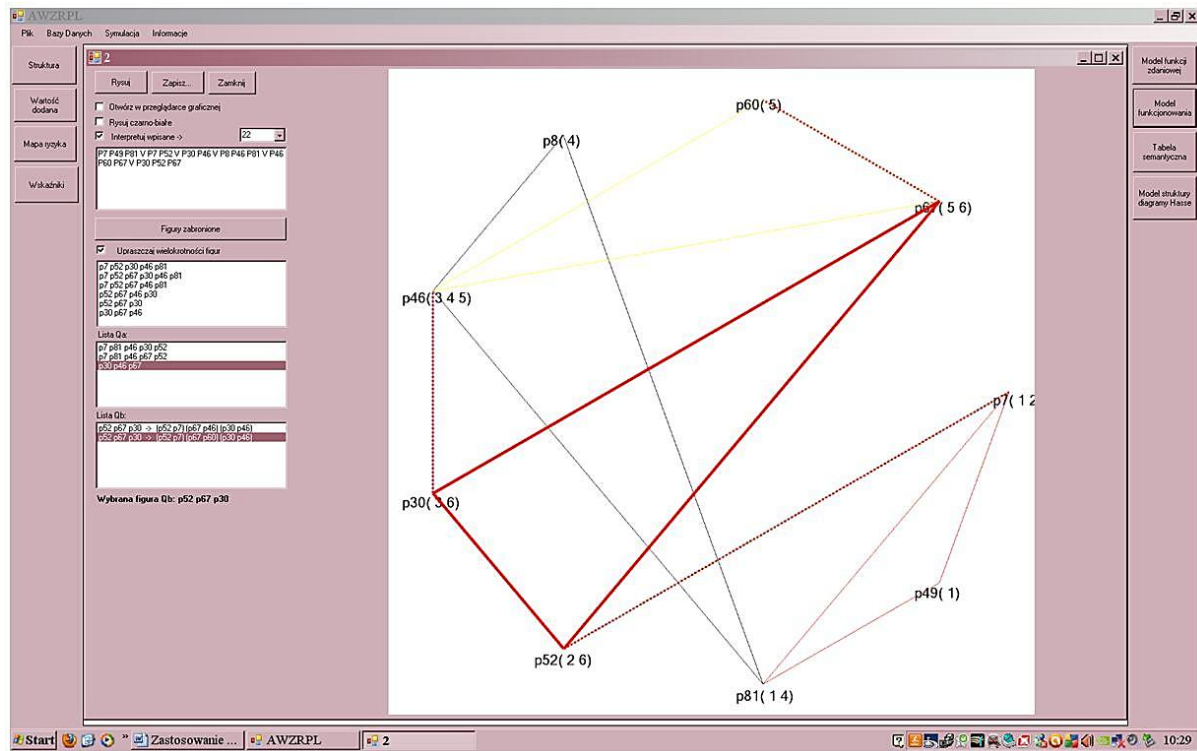 AWZRPL
Plik Bazy Danych Symulacja Informacje
Struktura
Wartość
dodana
Mapa ryzyka
Wskaźniki
2
Rysuj Zapisz... Zamknij
Otwórz w przeglądarce graficznej
Rysuj czarno-białe
Interpretuj wpisane -> 22
P7 P49 P81 V P7 P52 V P30 P46 V P8 P46 P81 V P46
P60 P67 V P30 P52 P67
Figury zabronione
Upraszczaj wielokrotności figur
p7 p52 p30 p46 p81
p7 p52 p67 p30 p46 p81
p7 p52 p67 p46 p81
p52 p67 p46 p30
p52 p67 p30
p30 p67 p46
Lista Qa:
p7 p81 p46 p30 p52
p7 p81 p46 p67 p52
p30 p46 p67
Lista Qb:
p52 p67 p30 -> (p52 p7) (p67 p46) (p30 p46)
p52 p67 p30 -> (p52 p7) (p67 p60) (p30 p46)
Wybrana figura Qb: p52 p67 p30
p60( 5)
p8( 4)
p67( 5 6)
p46( 3 4 5)
p7( 1 2
p30( 3 6)
p49( 1)
p52( 2 6)
p81( 1 4)
Model funkcji
zdaniowej
Model
funkcjonowania
Tabela
semantyczna
Model struktury
diagramy Hasse
Start Zastosowanie ... AWZRPL 2 10:29